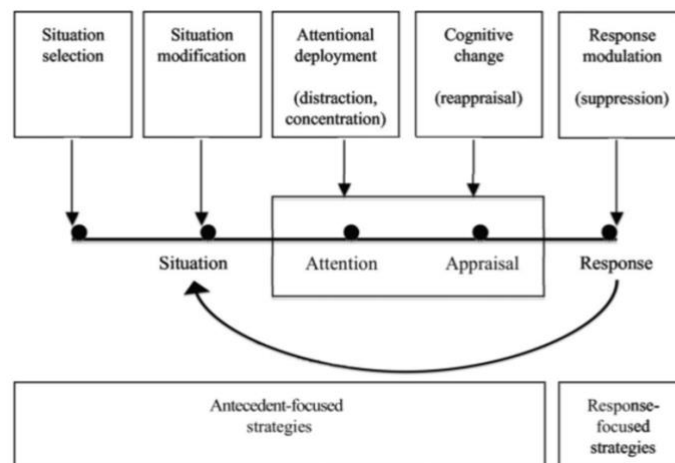 Situation
selection
Situation
modification
Attentional
deployment
(distraction,
concentration)
Cognitive
change
(reappraisal)
Response
modulation
(suppression)
Situation
Attention
Appraisal
Response
Antecedent-focused
strategies
Response-
focused
strategies